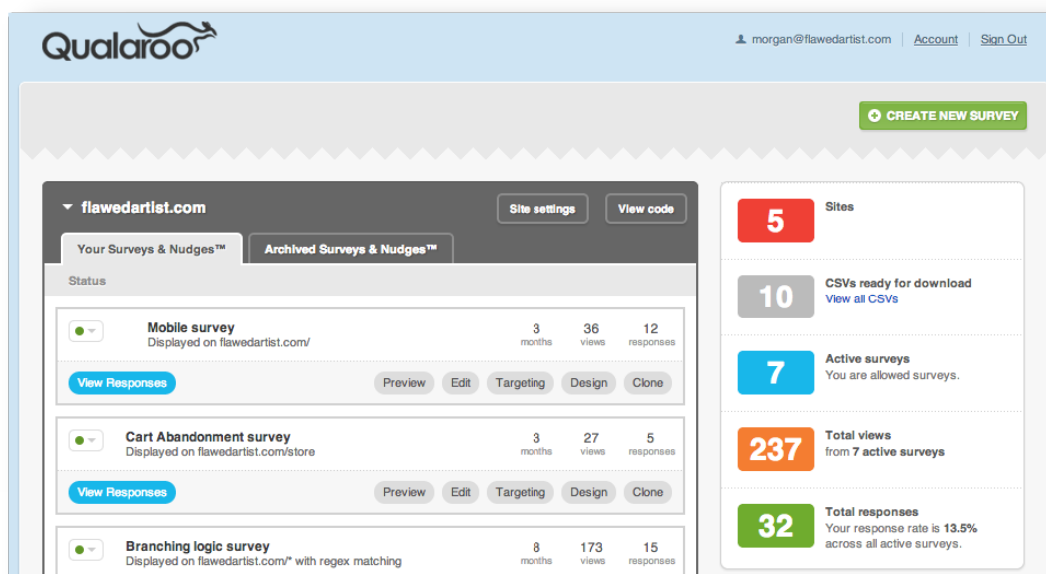 Qualaroo
morgan@flawedartist.com Account Sign Out
CREATE NEW SURVEY
flawedartist.com Site settings View code
Your Surveys & Nudges™ Archived Surveys & Nudges™
Status
Mobile survey
Displayed on flawedartist.com/
3 months 36 views 12 responses
View Responses Preview Edit Targeting Design Clone
Cart Abandonment survey
Displayed on flawedartist.com/store
3 months 27 views 5 responses
View Responses Preview Edit Targeting Design Clone
Branching logic survey
Displayed on flawedartist.com/* with regex matching
8 months 173 views 15 responses
5 Sites
10 CSVs ready for download
View all CSVs
7 Active surveys
You are allowed surveys.
237 Total views
from 7 active surveys
32 Total responses
Your response rate is 13.5%
across all active surveys.